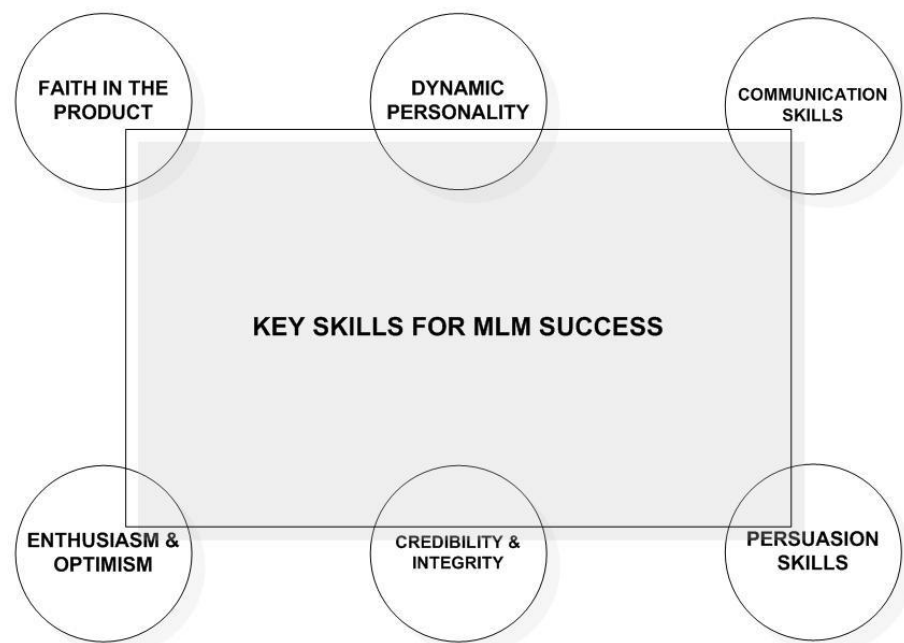 FAITH IN THE
PRODUCT
DYNAMIC
PERSONALITY
COMMUNICATION
SKILLS
KEY SKILLS FOR MLM SUCCESS
ENTHUSIASM &
OPTIMISM
CREDIBILITY &
INTEGRITY
PERSUASION
SKILLS